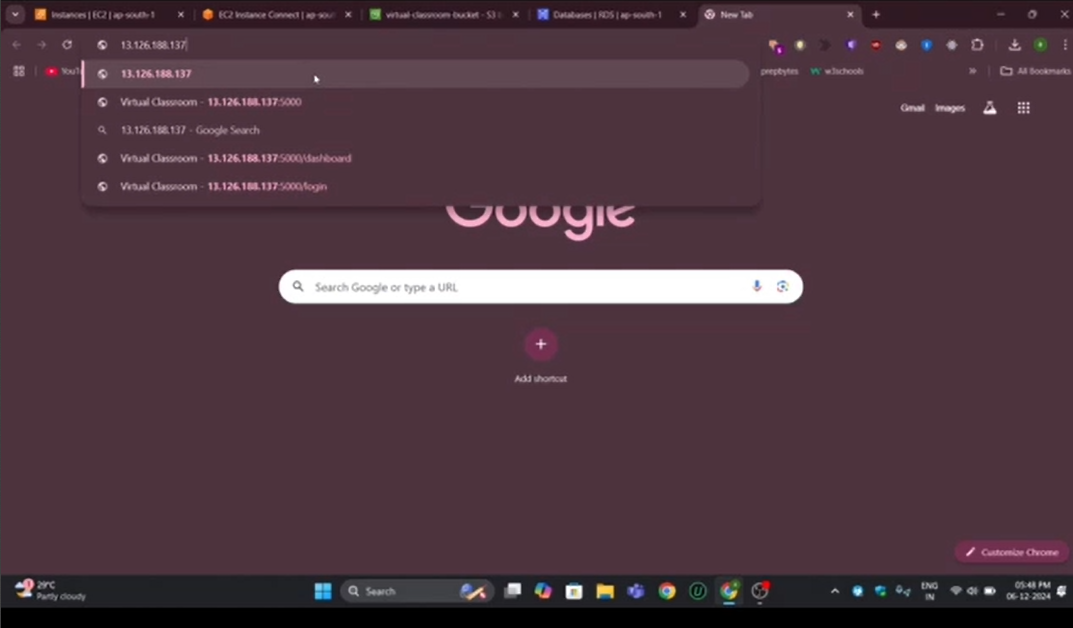 Instances | EC2 | ap-south-1
EC2 Instance Connect | ap-sou
virtual-classroom-bucket - S3 b
Databases | RDS | ap-south-1
New Tab
13.126.188.137
YouTu
13.126.188.137
prepbytes
w3schools
All Bookmarks
Virtual Classroom - 13.126.188.137:5000
Gmail
Images
13.126.188.137 - Google Search
Virtual Classroom - 13.126.188.137:5000/dashboard
Virtual Classroom - 13.126.188.137:5000/login
Google
Search Google or type a URL
Add shortcut
Customize Chrome
29°C
Partly cloudy
Search
ENG
IN
05:48 PM
06-12-2024